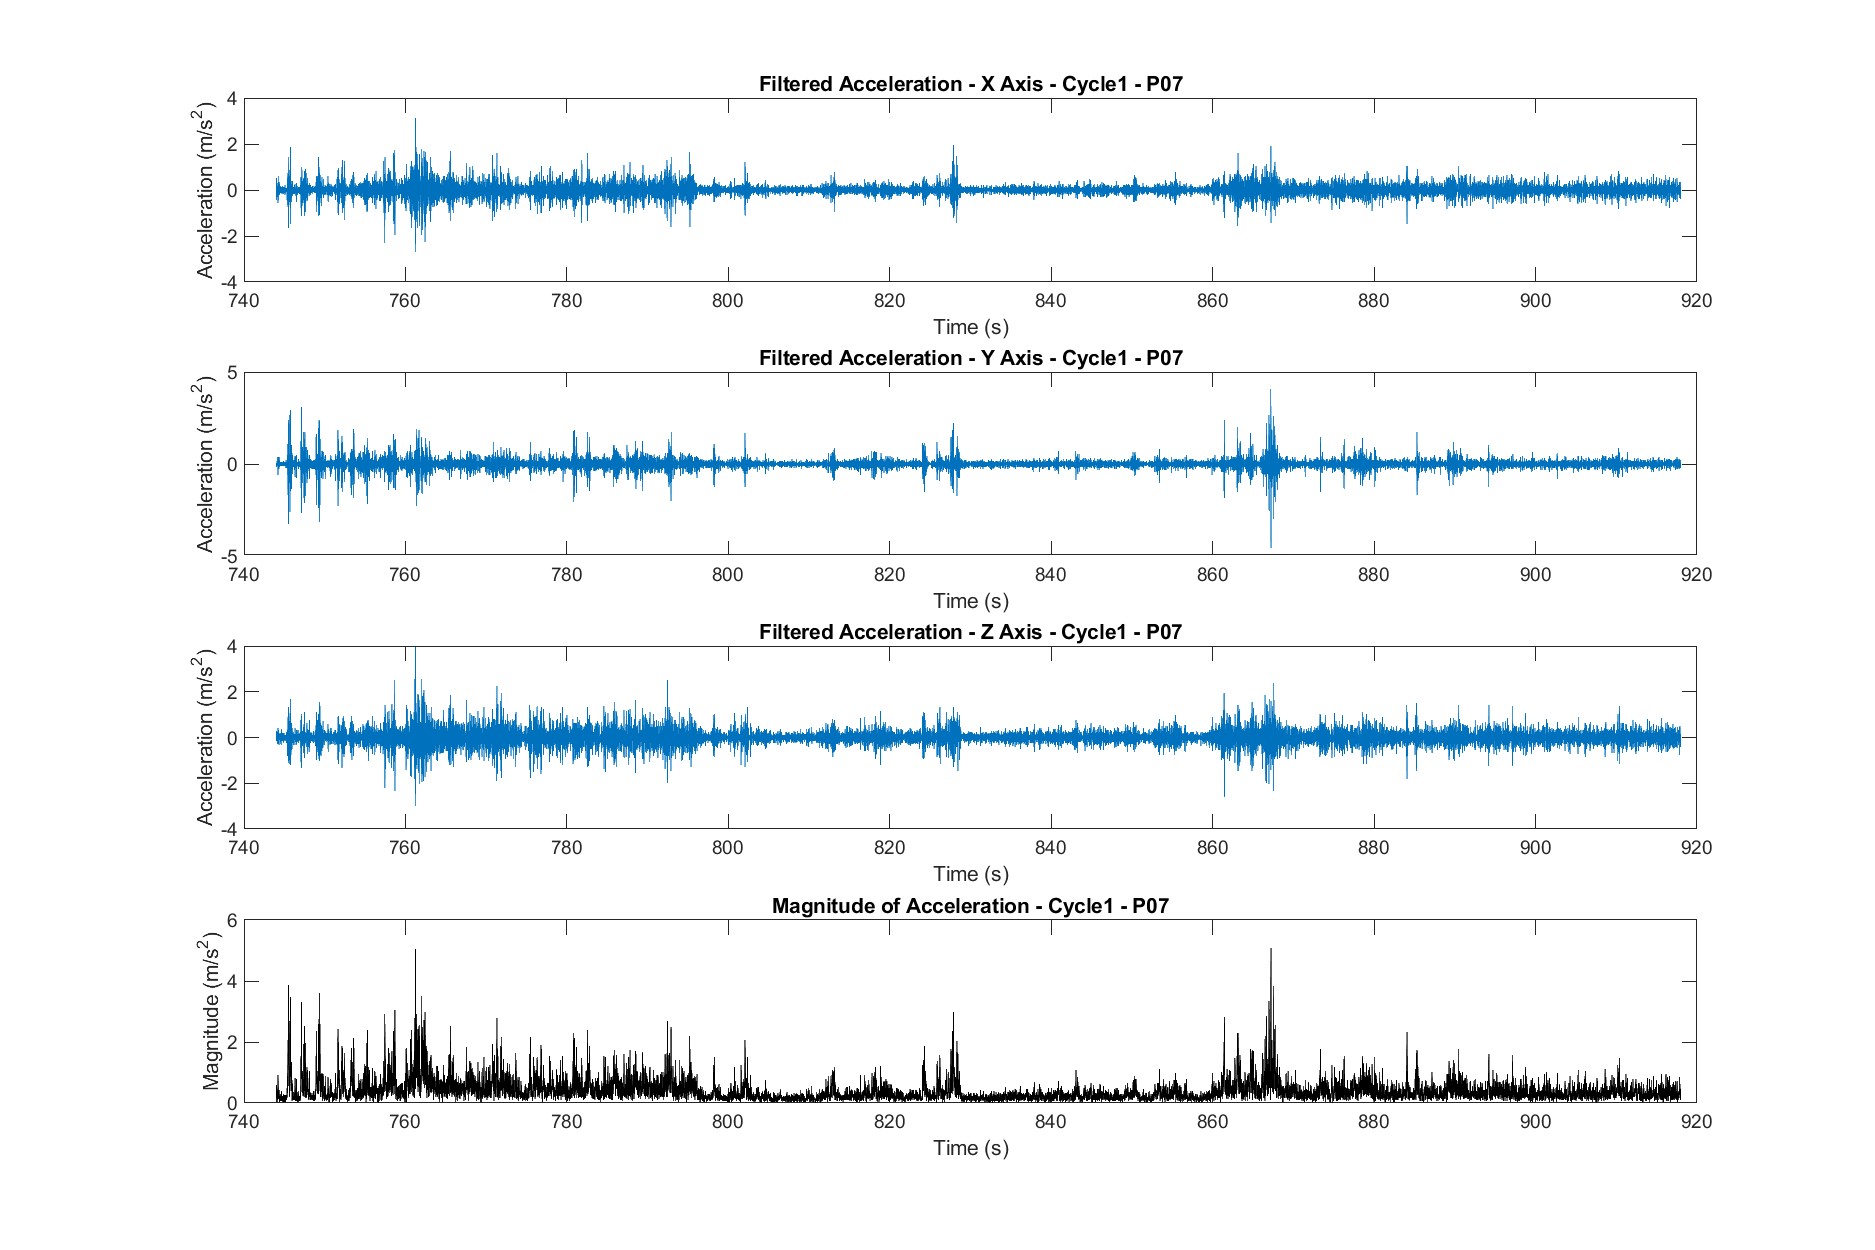 Filtered Acceleration - X Axis - Cycle1 - P07
4
2
0
-2
-4
Acceleration (m/s²)
740 760 780 800 820 840 860 880 900 920
Time (s)
Filtered Acceleration - Y Axis - Cycle1 - P07
5
0
-5
Acceleration (m/s²)
740 760 780 800 820 840 860 880 900 920
Time (s)
Filtered Acceleration - Z Axis - Cycle1 - P07
4
2
0
-2
-4
Acceleration (m/s²)
740 760 780 800 820 840 860 880 900 920
Time (s)
Magnitude of Acceleration - Cycle1 - P07
6
4
2
0
Magnitude (m/s²)
740 760 780 800 820 840 860 880 900 920
Time (s)